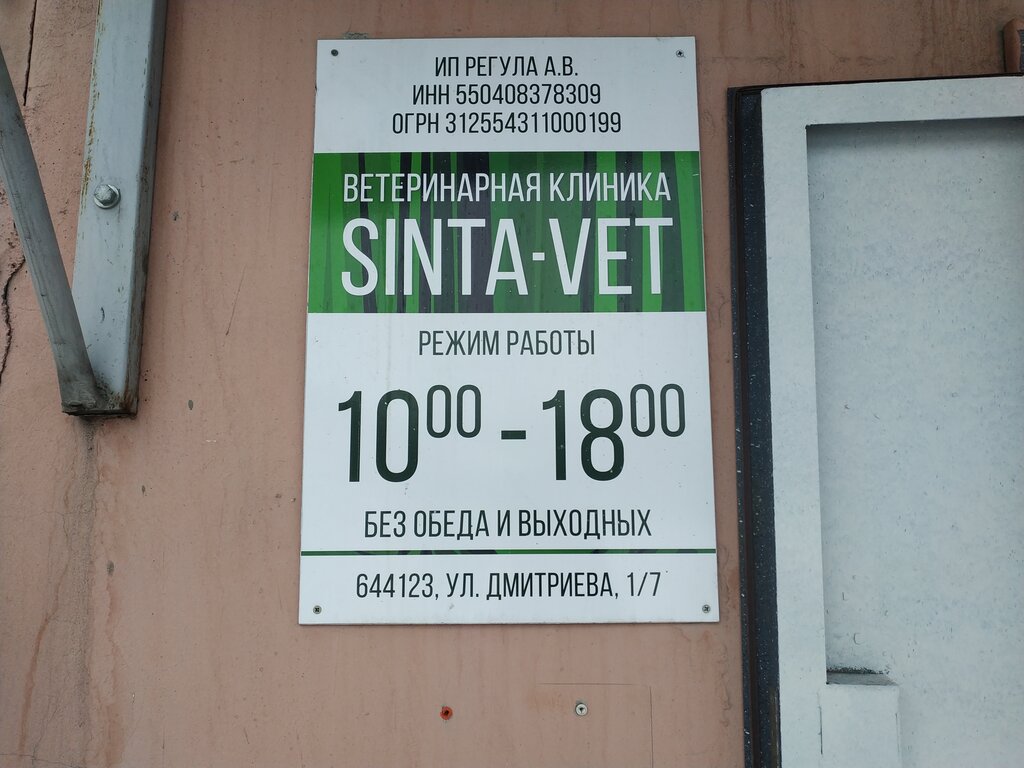 ИП РЕГУЛА А.В.
ИНН 550408378309
ОГРН 312554311000199
ВЕТЕРИНАРНАЯ КЛИНИКА
SINTA-VET
РЕЖИМ РАБОТЫ
10⁰⁰ - 18⁰⁰
БЕЗ ОБЕДА И ВЫХОДНЫХ
644123, УЛ. ДМИТРИЕВА, 1/7